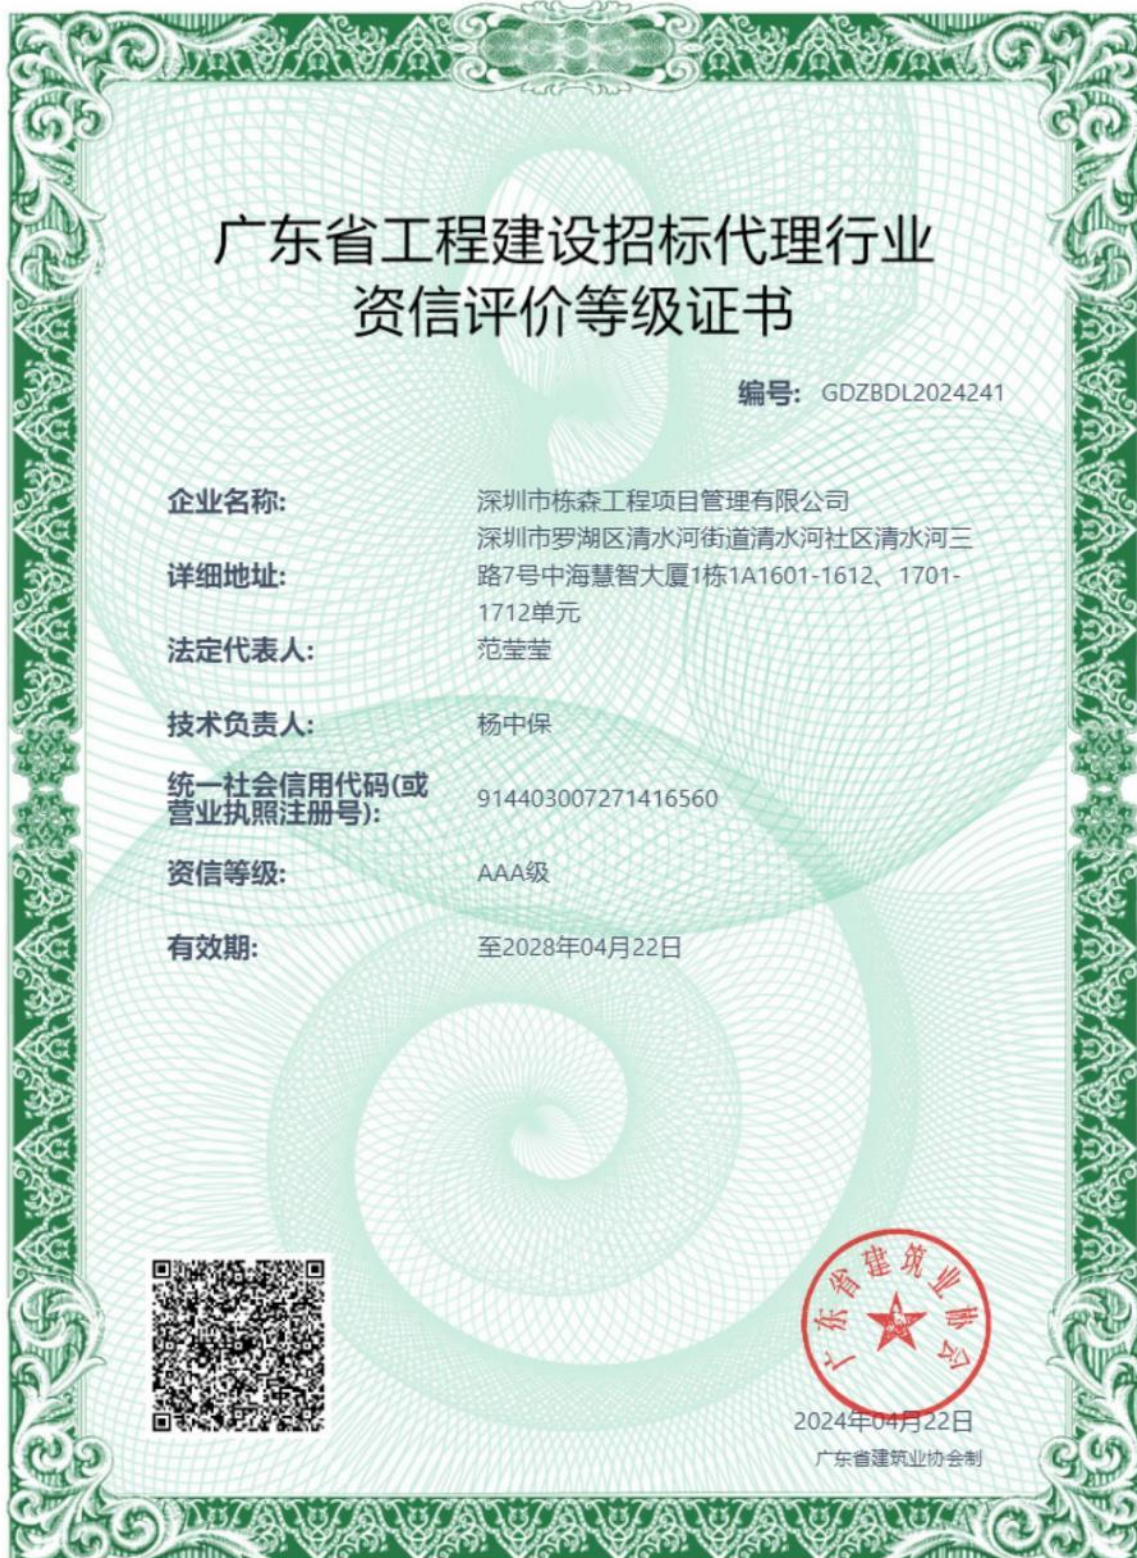 广东省工程建设招标代理行业
资信评价等级证书
编号: GDZBDL2024241
企业名称: 深圳市栋森工程项目管理有限公司
详细地址: 深圳市罗湖区清水河街道清水河社区清水河三
路7号中海慧智大厦1栋1A1601-1612、1701-
1712单元
法定代表人: 范莹莹
技术负责人: 杨中保
统一社会信用代码(或
营业执照注册号): 914403007271416560
资信等级: AAA级
有效期: 至2028年04月22日
广东省建筑业协会
2024年04月22日
广东省建筑业协会制